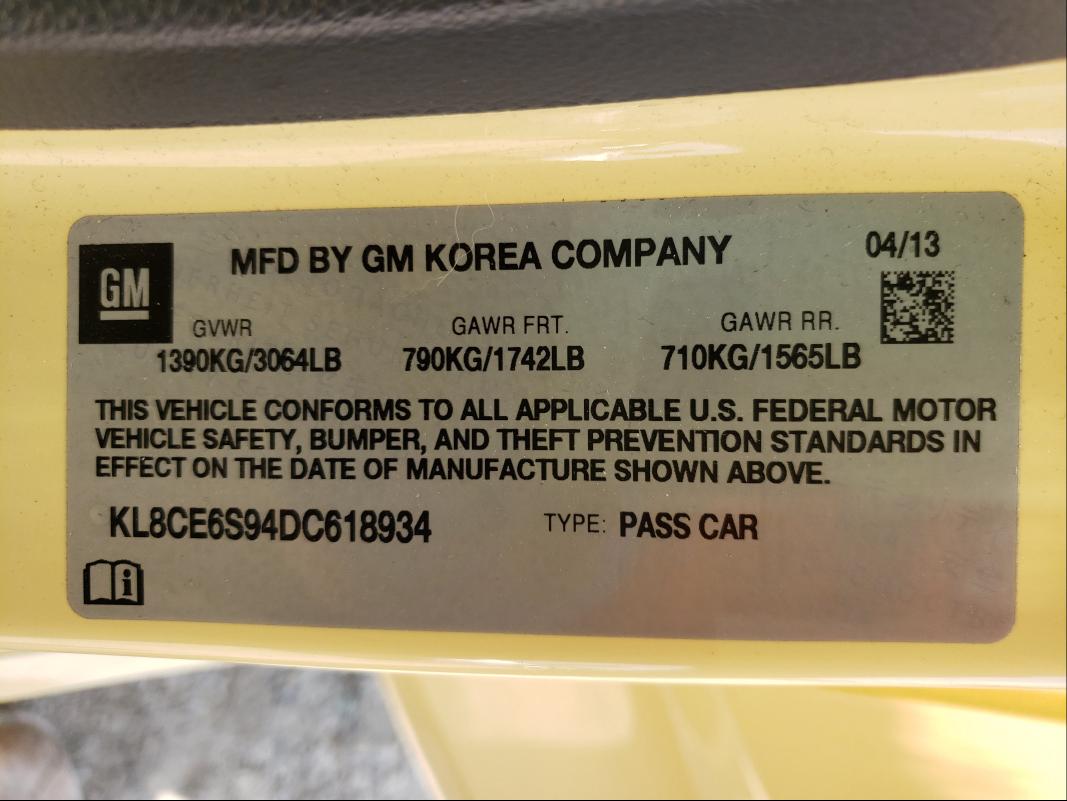 GM
MFD BY GM KOREA COMPANY
04/13
GVWR GAWR FRT. GAWR RR.
1390KG/3064LB 790KG/1742LB 710KG/1565LB
THIS VEHICLE CONFORMS TO ALL APPLICABLE U.S. FEDERAL MOTOR
VEHICLE SAFETY, BUMPER, AND THEFT PREVENTION STANDARDS IN
EFFECT ON THE DATE OF MANUFACTURE SHOWN ABOVE.
KL8CE6S94DC618934 TYPE: PASS CAR
i